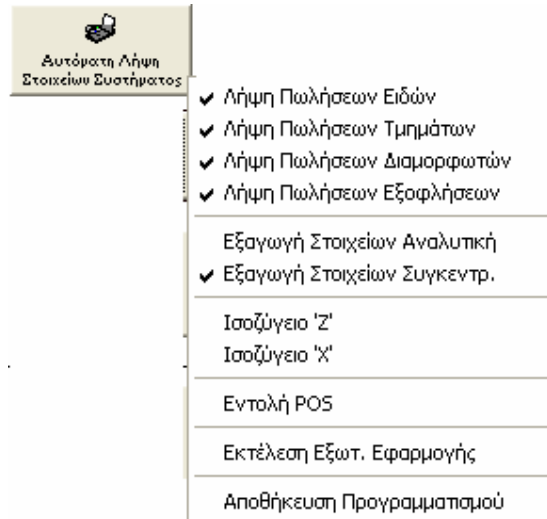 Αυτόματη Λήψη
Στοιχείων Συστήματος
Λήψη Πωλήσεων Ειδών
Λήψη Πωλήσεων Τμημάτων
Λήψη Πωλήσεων Διαμορφωτών
Λήψη Πωλήσεων Εξοφλήσεων
Εξαγωγή Στοιχείων Αναλυτική
Εξαγωγή Στοιχείων Συγκεντρ.
Ισοζύγειο 'Z'
Ισοζύγειο 'X'
Εντολή POS
Εκτέλεση Εξωτ. Εφαρμογής
Αποθήκευση Προγραμματισμού